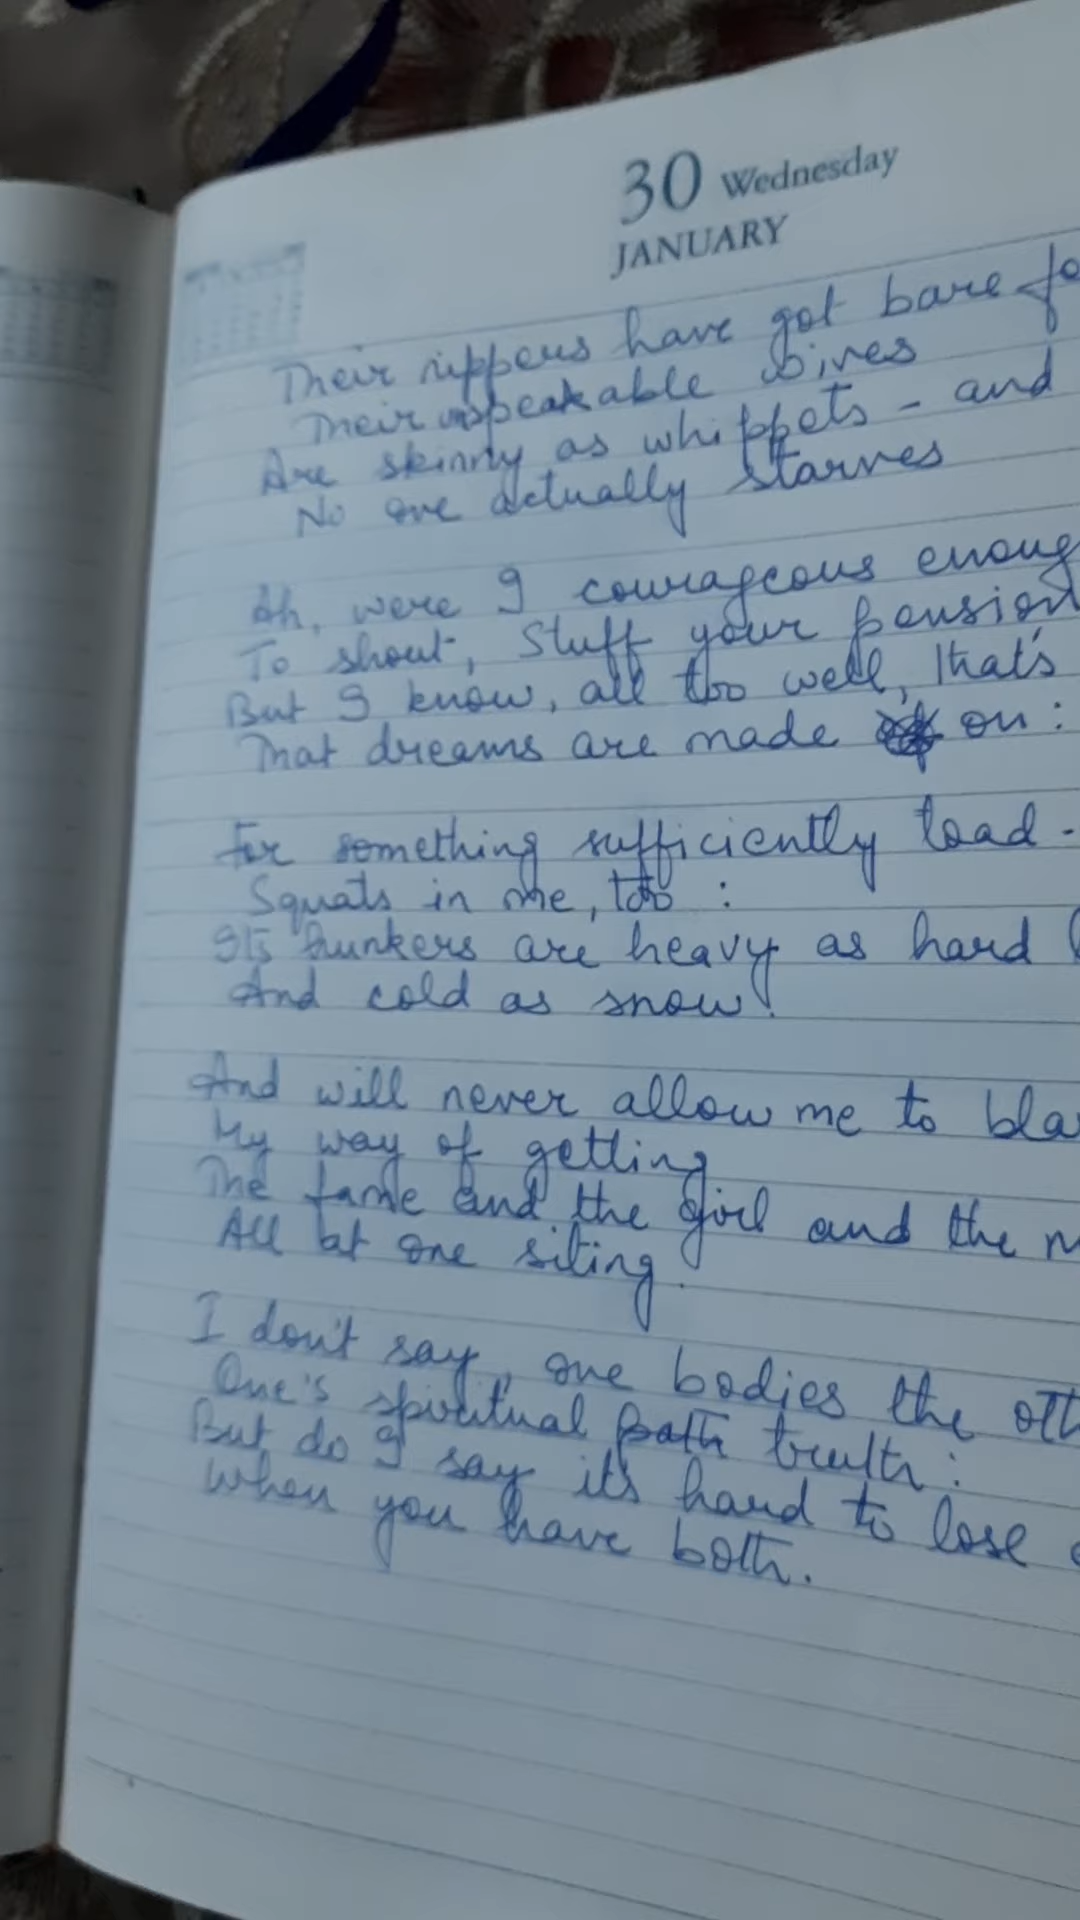 30 Wednesday
JANUARY
Their nippers have got bare fe
Their unspeakable wives
Are skinny as whippets - and
No one actually starves
Ah, were I courageous enoug
To shout, Stuff your pension
But I know, all too well, that's
That dreams are made on :
For something sufficiently toad -
Squats in me, too :
Its hunkers are heavy as hard
And cold as snow.
And will never allow me to bla
My way of getting
The fame and the girl and the m
All at one siting.
I don't say, one bodies the oth
One's spiritual path truth :
But do I say it's hard to lose
When you have both.